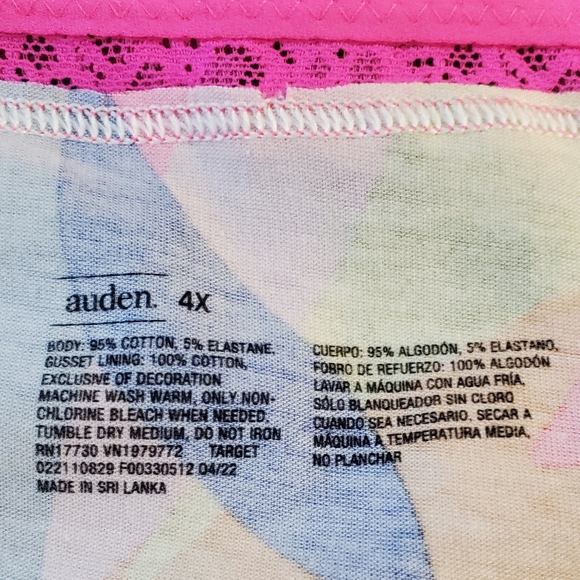 auden. 4X
BODY: 95% COTTON, 5% ELASTANE.
GUSSET LINING: 100% COTTON,
EXCLUSIVE OF DECORATION
MACHINE WASH WARM, ONLY NON-
CHLORINE BLEACH WHEN NEEDED.
TUMBLE DRY MEDIUM, DO NOT IRON
RN17730 VN1979772 TARGET
022110829 F00330512 04/22
MADE IN SRI LANKA
CUERPO: 95% ALGODÓN, 5% ELASTANO,
FOBRO DE REFUERZO: 100% ALGODÓN
LAVAR A MÁQUINA CON AGUA FRÍA,
SÓLO BLANQUEADOR SIN CLORO
CUANDO SEA NECESARIO. SECAR A
MÁQUINA A TEMPERATURA MEDIA,
NO PLANCHAR